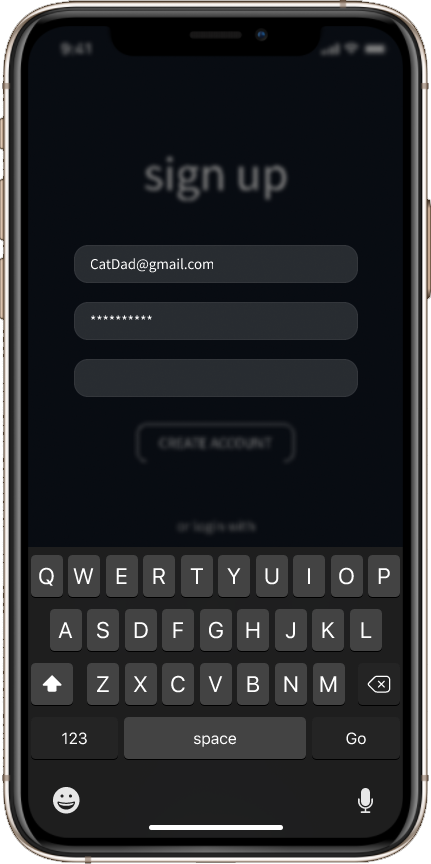 9:41
sign up
CatDad@gmail.com
**********
CREATE ACCOUNT
or login with
Q W E R T Y U I O P
A S D F G H J K L
Z X C V B N M
123 space Go